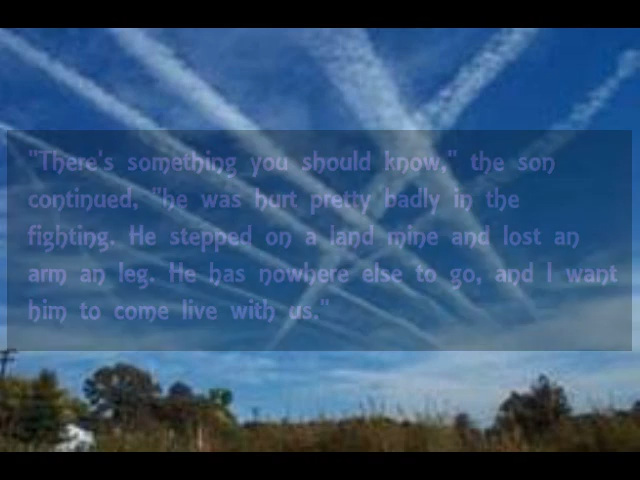 "There's something you should know," the son
continued, "he was hurt pretty badly in the
fighting. He stepped on a land mine and lost an
arm an leg. He has nowhere else to go, and I want
him to come live with us."